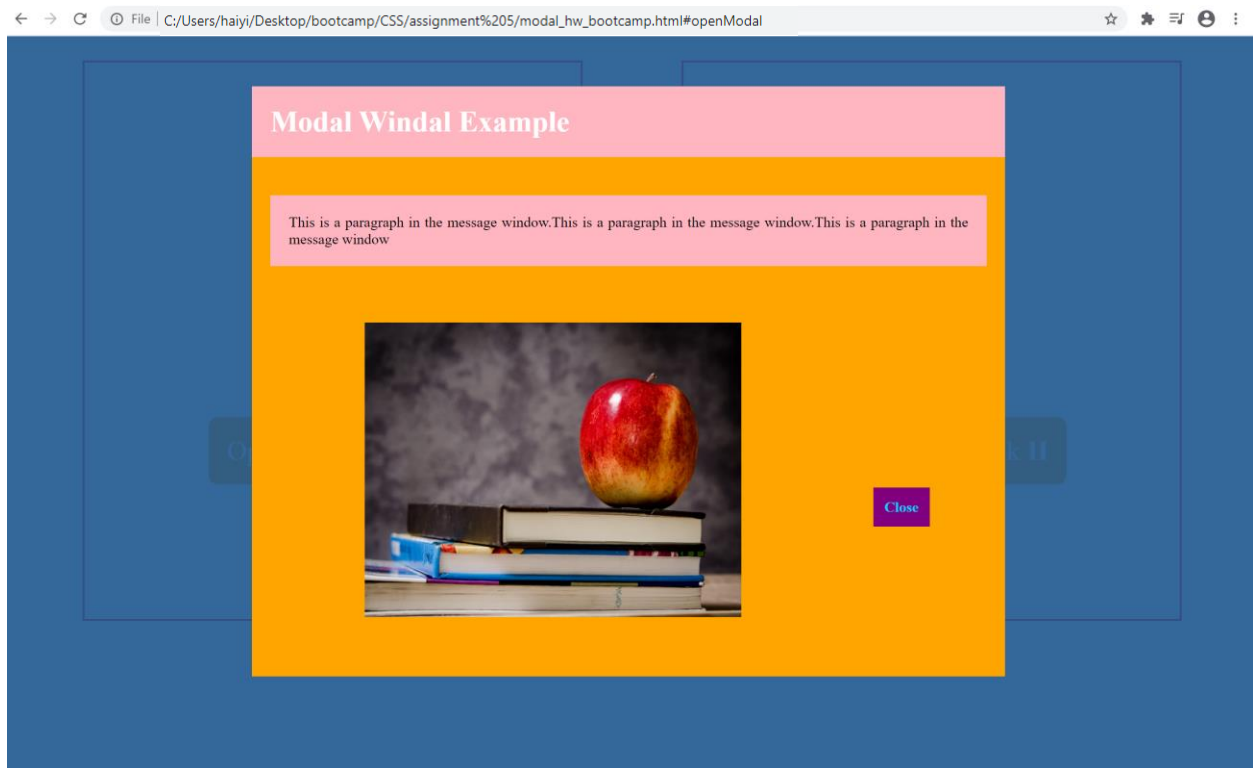 File
C:/Users/haiyi/Desktop/bootcamp/CSS/assignment%205/modal_hw_bootcamp.html#openModal
Modal Windal Example
This is a paragraph in the message window.This is a paragraph in the message window.This is a paragraph in the
message window
Close